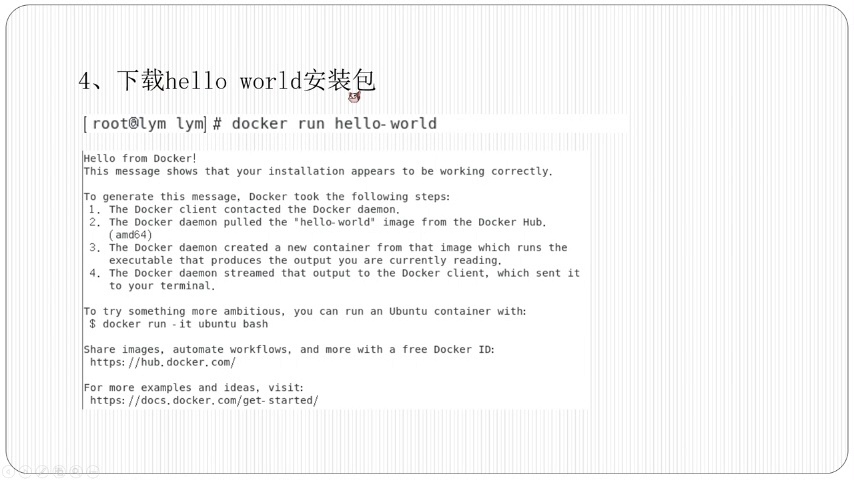 4、下载hello world安装包
[root@lym lym]# docker run hello-world
Hello from Docker!
This message shows that your installation appears to be working correctly.
To generate this message, Docker took the following steps:
1. The Docker client contacted the Docker daemon.
2. The Docker daemon pulled the "hello-world" image from the Docker Hub.
(amd64)
3. The Docker daemon created a new container from that image which runs the
executable that produces the output you are currently reading.
4. The Docker daemon streamed that output to the Docker client, which sent it
to your terminal.
To try something more ambitious, you can run an Ubuntu container with:
$ docker run -it ubuntu bash
Share images, automate workflows, and more with a free Docker ID:
https://hub.docker.com/
For more examples and ideas, visit:
https://docs.docker.com/get-started/